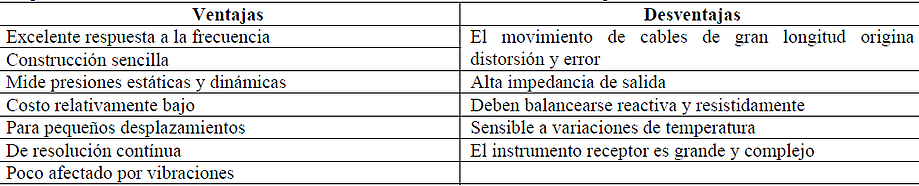 Ventajas
Desventajas
Excelente respuesta a la frecuencia
El movimiento de cables de gran longitud origina
distorsión y error
Construcción sencilla
Mide presiones estáticas y dinámicas
Alta impedancia de salida
Costo relativamente bajo
Deben balancearse reactiva y resistidamente
Para pequeños desplazamientos
Sensible a variaciones de temperatura
De resolución contínua
El instrumento receptor es grande y complejo
Poco afectado por vibraciones